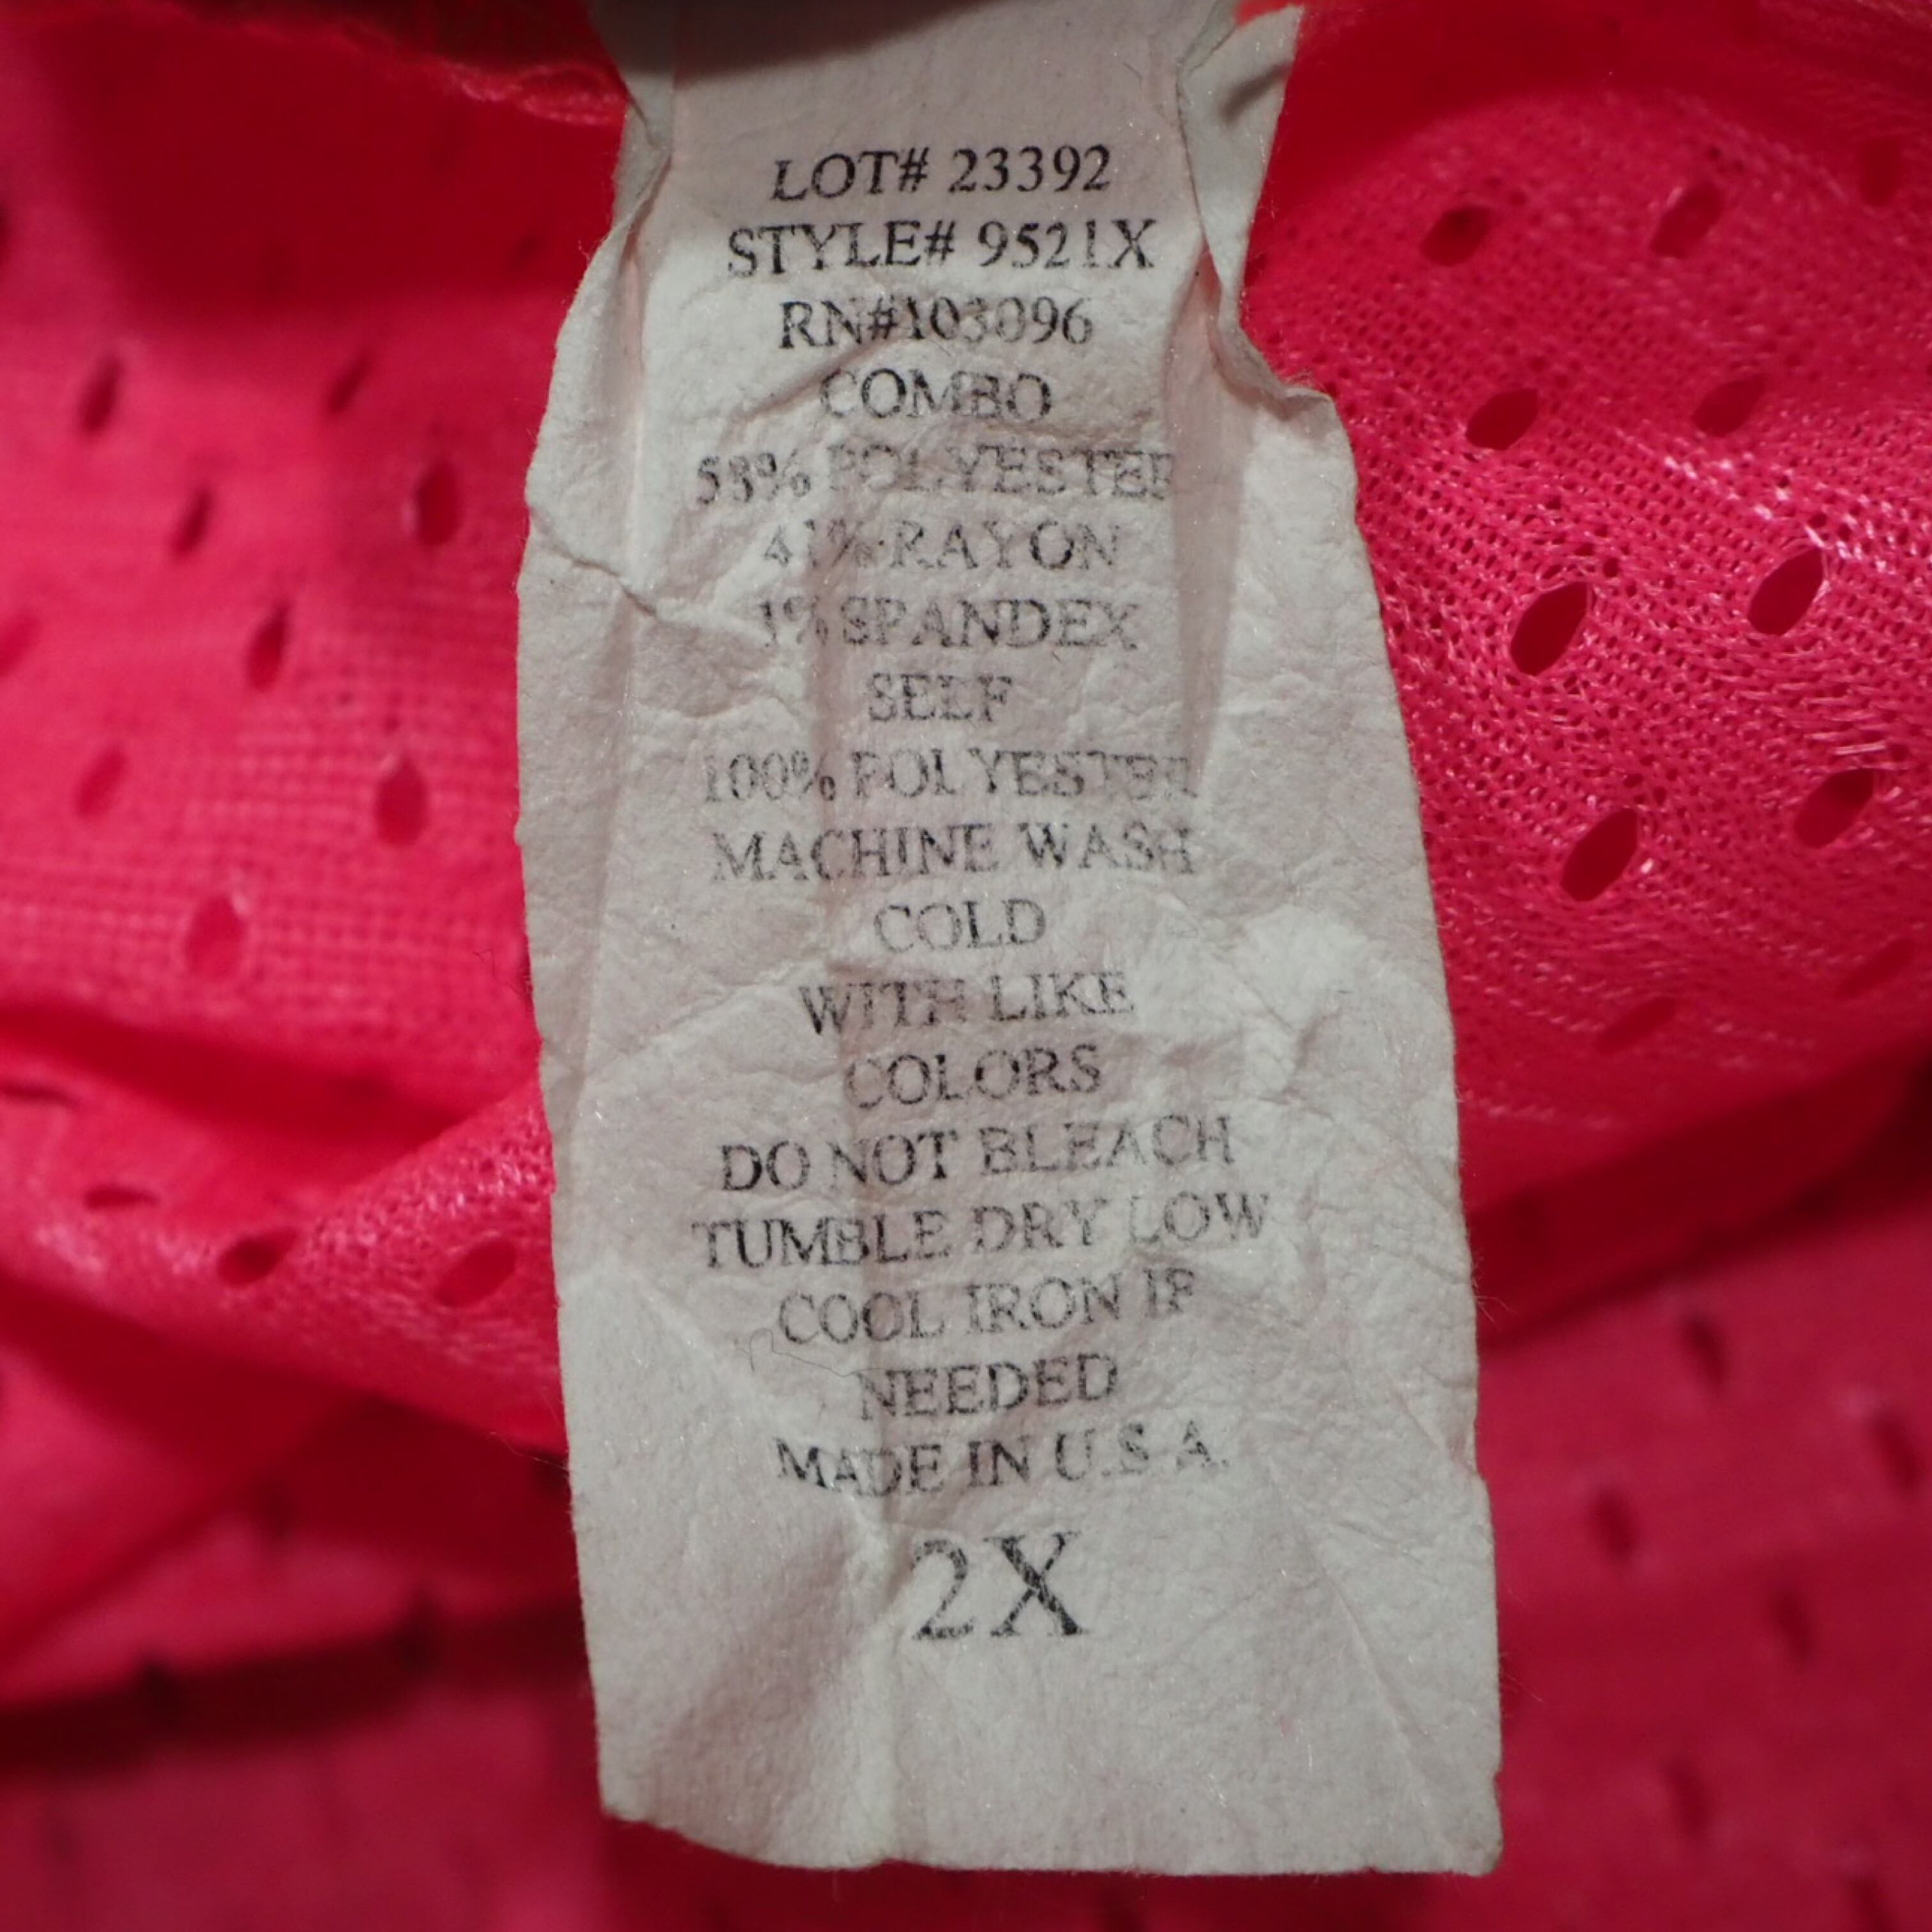 LOT# 23392
STYLE# 9521X
RN#103096
COMBO
58% POLYESTER
41% RAYON
1% SPANDEX
SELF
100% POLYESTER
MACHINE WASH
COLD
WITH LIKE
COLORS
DO NOT BLEACH
TUMBLE DRY LOW
COOL IRON IF
NEEDED
MADE IN U.S.A.
2X